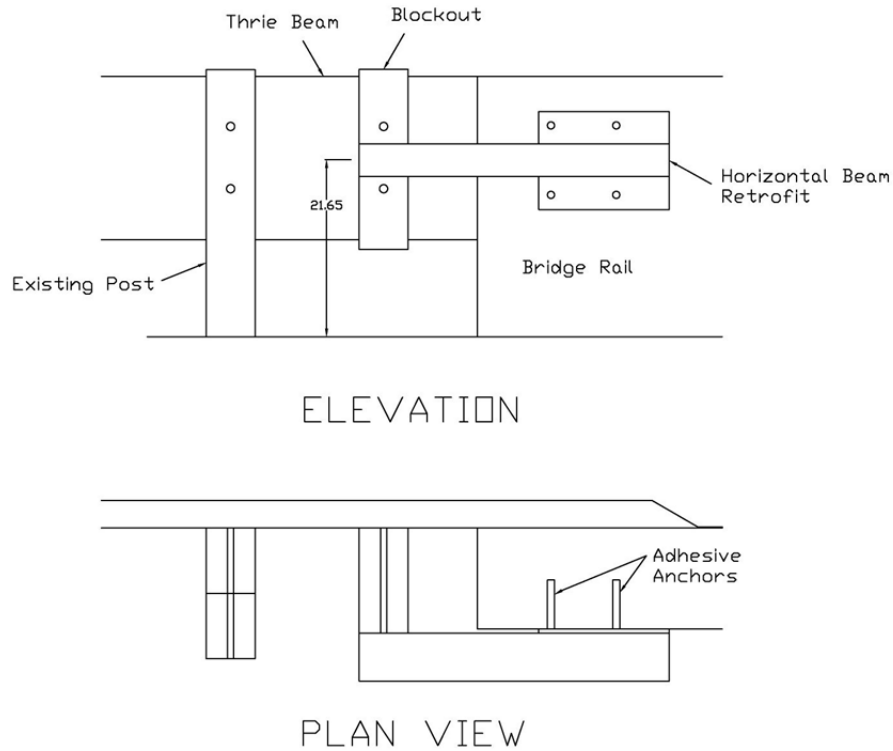 Thrie Beam
Blockout
Horizontal Beam
Retrofit
21.65
Existing Post
Bridge Rail
ELEVATION
Adhesive
Anchors
PLAN VIEW